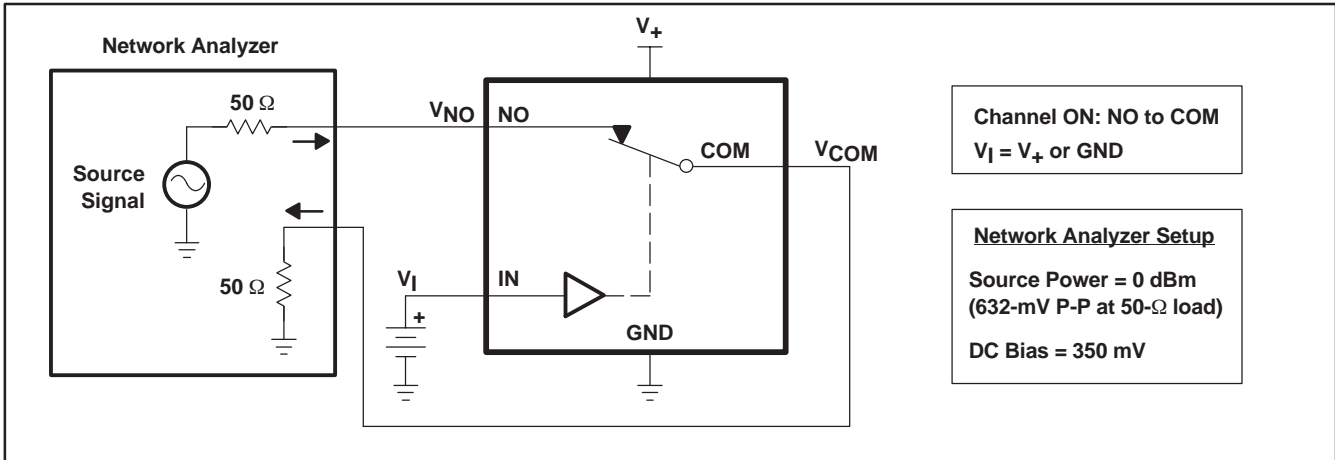 Network Analyzer
50 Ω
Source
Signal
50 Ω
V+
VNO
NO
COM
VCOM
VI
IN
+
GND
Channel ON: NO to COM
VI = V+ or GND
Network Analyzer Setup
Source Power = 0 dBm
(632-mV P-P at 50-Ω load)
DC Bias = 350 mV